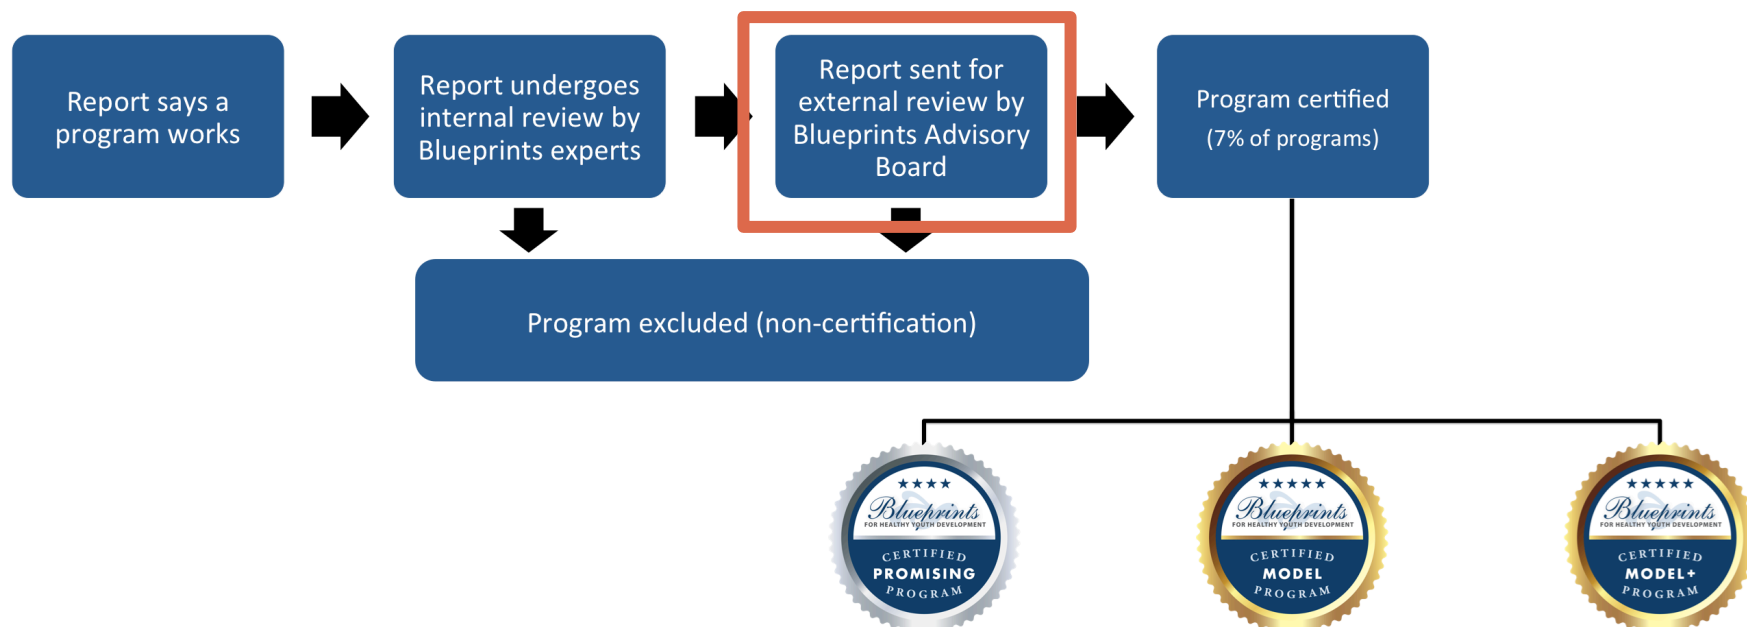 Report says a
program works
Report undergoes
internal review by
Blueprints experts
Report sent for
external review by
Blueprints Advisory
Board
Program certified
(7% of programs)
Program excluded (non-certification)
Blueprints
FOR HEALTHY YOUTH DEVELOPMENT
CERTIFIED
PROMISING
PROGRAM
Blueprints
FOR HEALTHY YOUTH DEVELOPMENT
CERTIFIED
MODEL
PROGRAM
Blueprints
FOR HEALTHY YOUTH DEVELOPMENT
CERTIFIED
MODEL+
PROGRAM